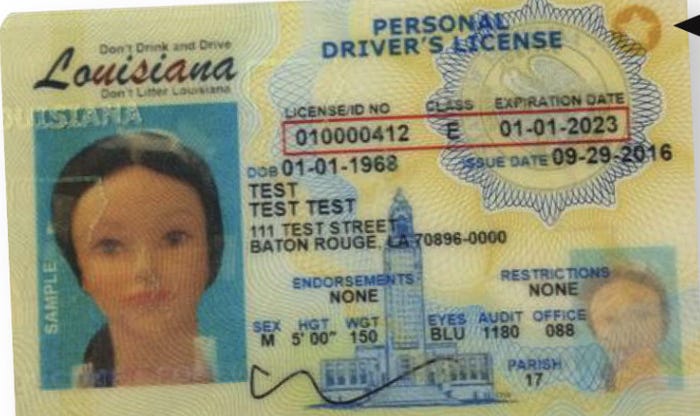 PERSONAL
DRIVER'S LICENSE
Don't Drink and Drive
Louisiana
Don't Litter Louisiana
LOUISIANA
LICENSE/ID NO CLASS EXPIRATION DATE
010000412 E 01-01-2023
DOB 01-01-1968 ISSUE DATE 09-29-2016
TEST
TEST TEST
111 TEST STREET
BATON ROUGE, LA 70896-0000
ENDORSEMENTS RESTRICTIONS
NONE NONE
SEX HGT WGT EYES AUDIT OFFICE
M 5' 00" 150 BLU 1180 088
PARISH
17
SAMPLE